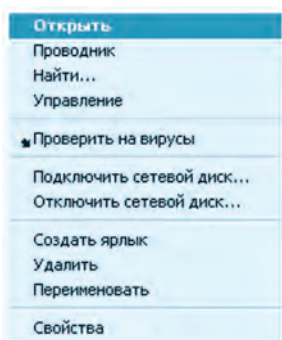 Открыть
Проводник
Найти...
Управление
Проверить на вирусы
Подключить сетевой диск...
Отключить сетевой диск...
Создать ярлык
Удалить
Переименовать
Свойства